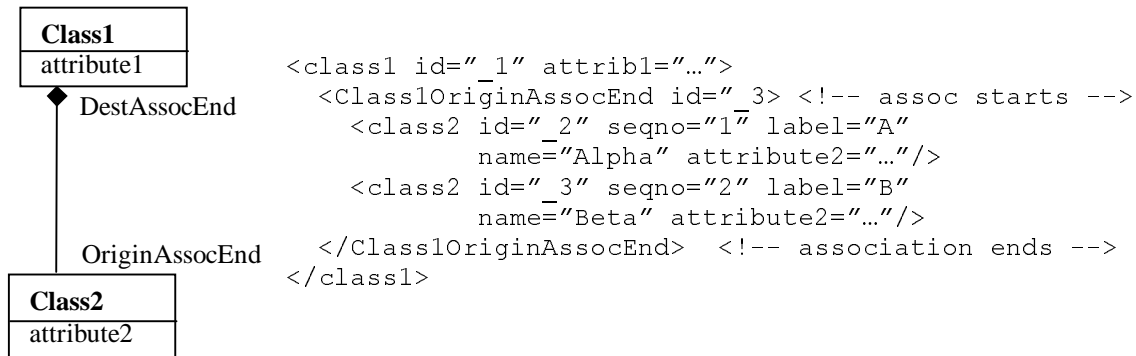 Class1
attribute1
DestAssocEnd
OriginAssocEnd
Class2
attribute2
<class1 id="_1" attrib1="…">
<Class1OriginAssocEnd id="_3> <!-- assoc starts -->
<class2 id="_2" seqno="1" label="A"
name="Alpha" attribute2="…"/>
<class2 id="_3" seqno="2" label="B"
name="Beta" attribute2="…"/>
</Class1OriginAssocEnd> <!-- association ends -->
</class1>